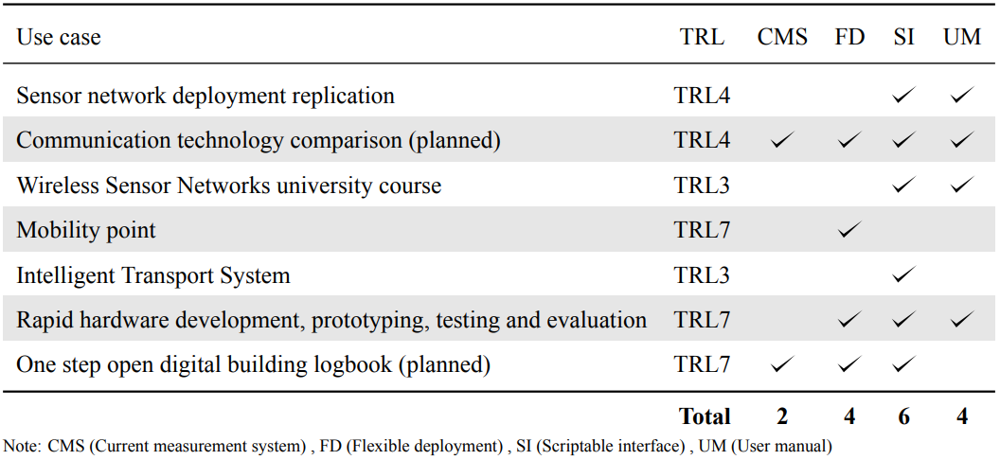 Use case TRL CMS FD SI UM
Sensor network deployment replication TRL4 ✓ ✓
Communication technology comparison (planned) TRL4 ✓ ✓ ✓ ✓
Wireless Sensor Networks university course TRL3 ✓ ✓
Mobility point TRL7 ✓
Intelligent Transport System TRL3 ✓
Rapid hardware development, prototyping, testing and evaluation TRL7 ✓ ✓ ✓
One step open digital building logbook (planned) TRL7 ✓ ✓ ✓
Total 2 4 6 4
Note: CMS (Current measurement system) , FD (Flexible deployment) , SI (Scriptable interface) , UM (User manual)